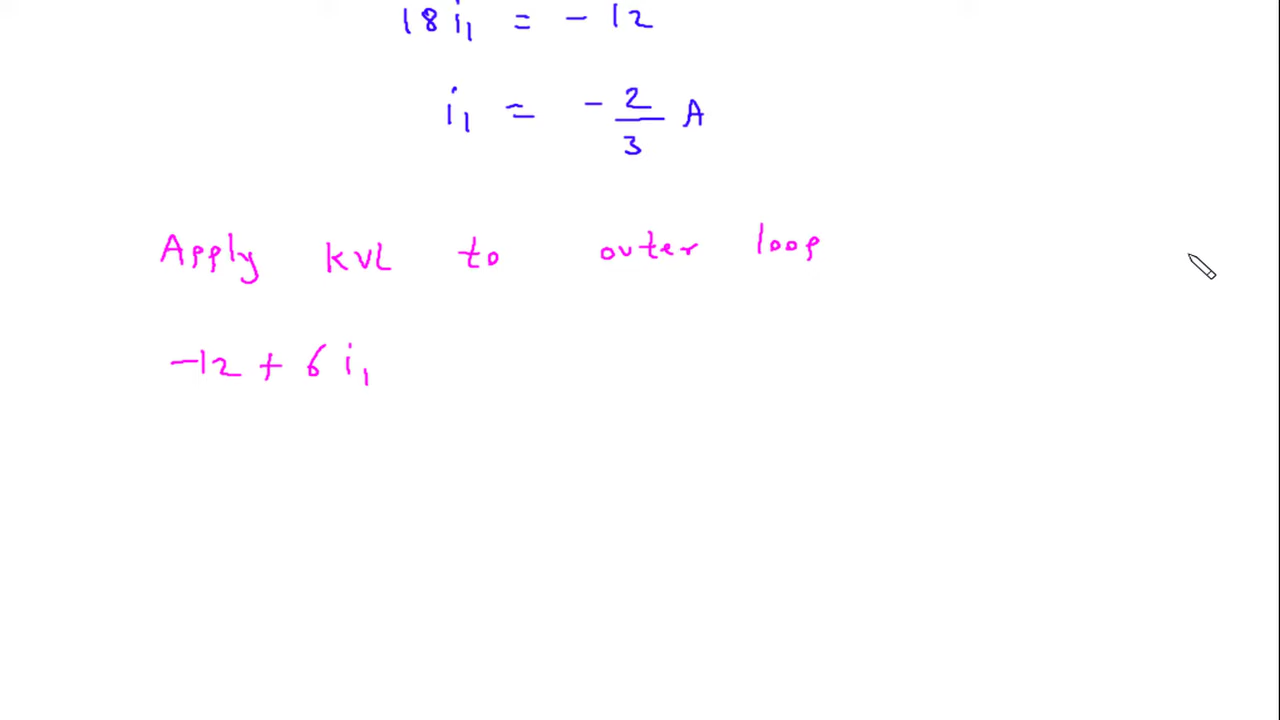 18 i₁ = - 12
i₁ = - 2/3 A
Apply KVL to outer loop
-12 + 6 i₁